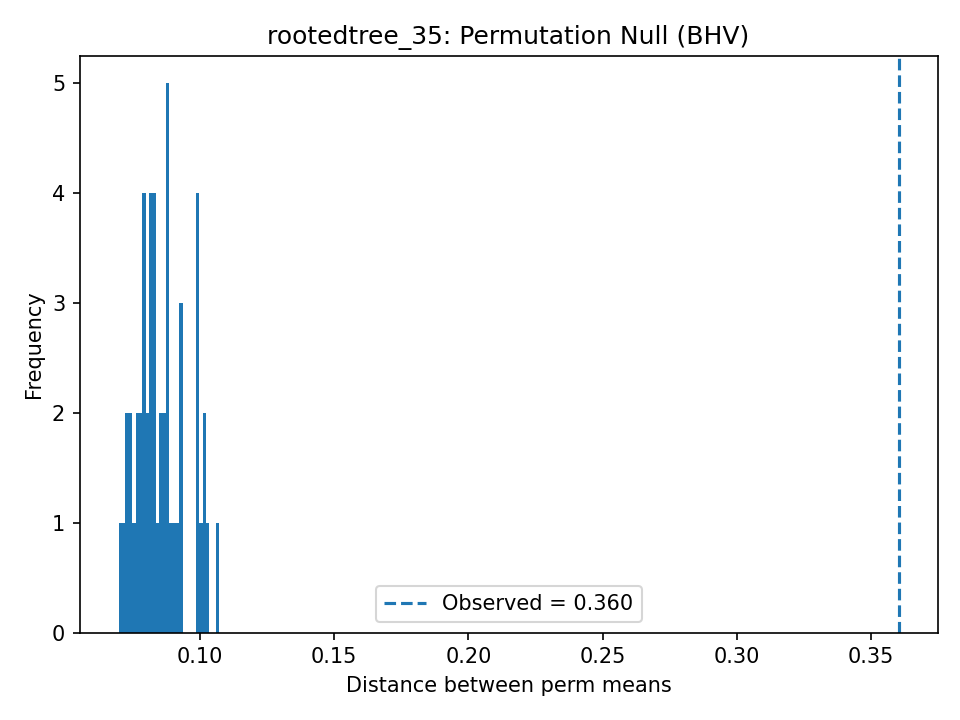 rootedtree_35: Permutation Null (BHV)
Frequency
5
4
3
2
1
0
Observed = 0.360
0.10 0.15 0.20 0.25 0.30 0.35
Distance between perm means